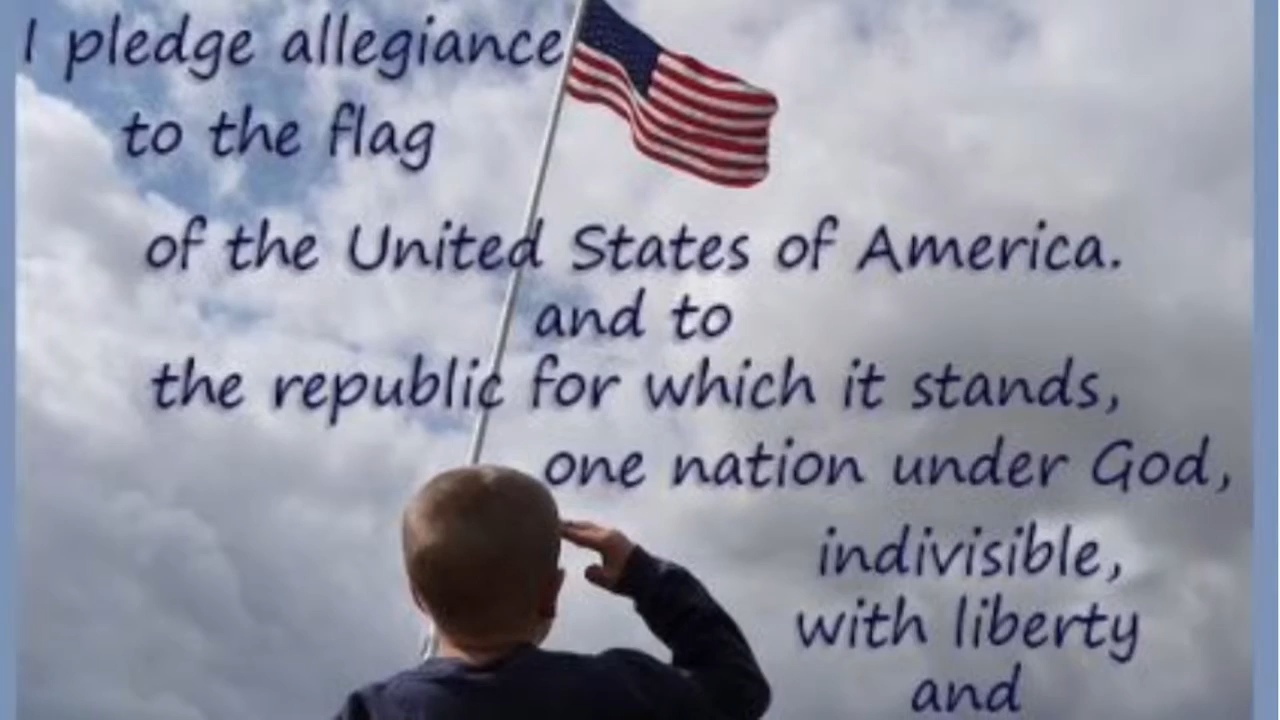 I pledge allegiance
to the flag
of the United States of America.
and to
the republic for which it stands,
one nation under God,
indivisible,
with liberty
and